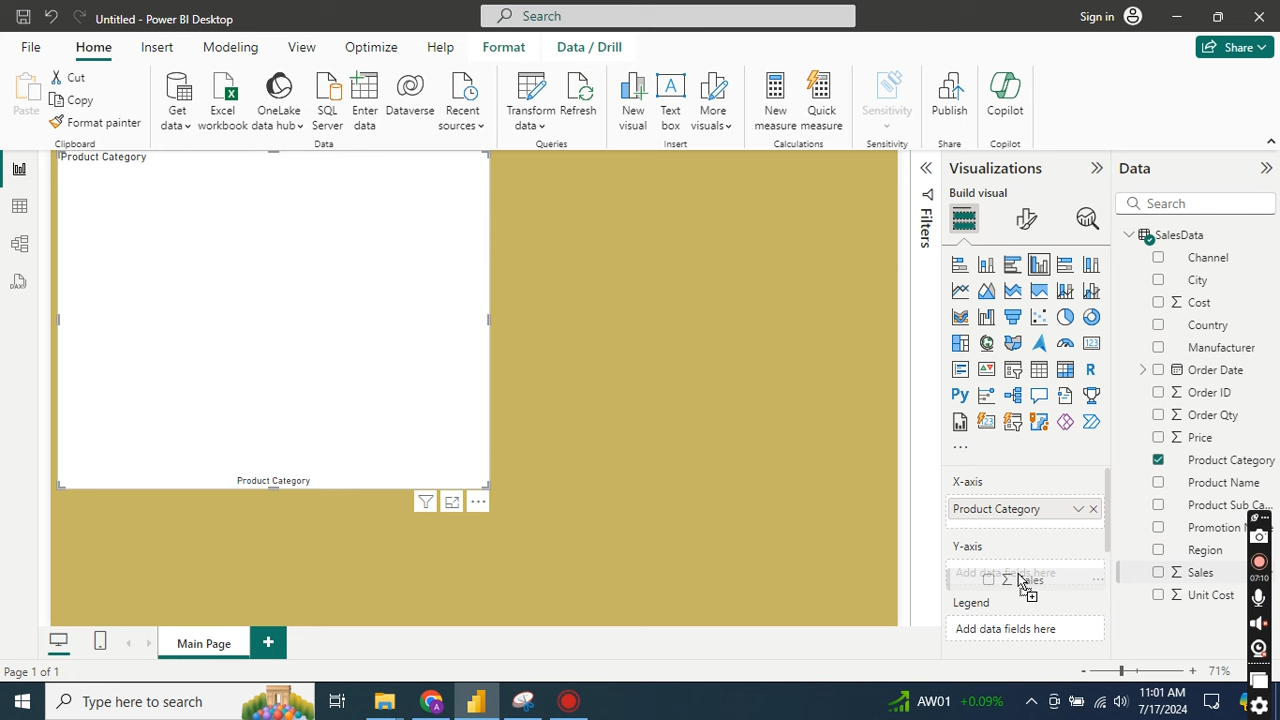 Untitled - Power BI Desktop
Search
Sign in
File
Home
Insert
Modeling
View
Optimize
Help
Format
Data / Drill
Share
Paste
Cut
Copy
Format painter
Clipboard
Get data
Excel workbook
OneLake data hub
SQL Server
Enter data
Dataverse
Recent sources
Data
Transform data
Refresh
Queries
New visual
Text box
More visuals
Insert
New measure
Quick measure
Calculations
Sensitivity
Sensitivity
Publish
Share
Copilot
Copilot
Product Category
Product Category
Filters
Visualizations
Build visual
R
Py
123
X-axis
Product Category
Y-axis
Add data fields here
Sales
Legend
Add data fields here
Data
Search
SalesData
Channel
City
Σ Cost
Country
Manufacturer
Order Date
Σ Order ID
Σ Order Qty
Σ Price
Product Category
Product Name
Product Sub Ca...
Promotion N
Region
Σ Sales
Σ Unit Cost
07:10
Main Page
Page 1 of 1
- + 71%
Type here to search
AW01 +0.09%
11:01 AM
7/17/2024